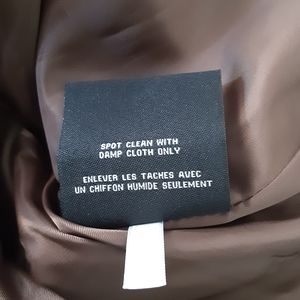 SPOT CLEAN WITH
DAMP CLOTH ONLY
ENLEVER LES TACHES AVEC
UN CHIFFON HUMIDE SEULEMENT